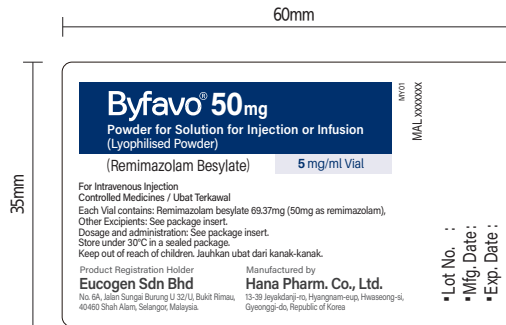 60mm
35mm
Byfavo® 50mg
Powder for Solution for Injection or Infusion
(Lyophilised Powder)
(Remimazolam Besylate)
5 mg/ml Vial
For Intravenous Injection
Controlled Medicines / Ubat Terkawal
Each Vial contains: Remimazolam besylate 69.37mg (50mg as remimazolam),
Other Excipients: See package insert.
Dosage and administration: See package insert.
Store under 30°C in a sealed package.
Keep out of reach of children. Jauhkan ubat dari kanak-kanak.
Product Registration Holder
Eucogen Sdn Bhd
No. 6A, Jalan Sungai Burung U 32/U, Bukit Rimau,
40460 Shah Alam, Selangor, Malaysia.
Manufactured by
Hana Pharm. Co., Ltd.
13-39 Jeyakdanji-ro, Hyangnam-eup, Hwaseong-si,
Gyeonggi-do, Republic of Korea
MY01
MAL xxxxxxx
▪Lot No. :
▪Mfg. Date:
▪Exp. Date :